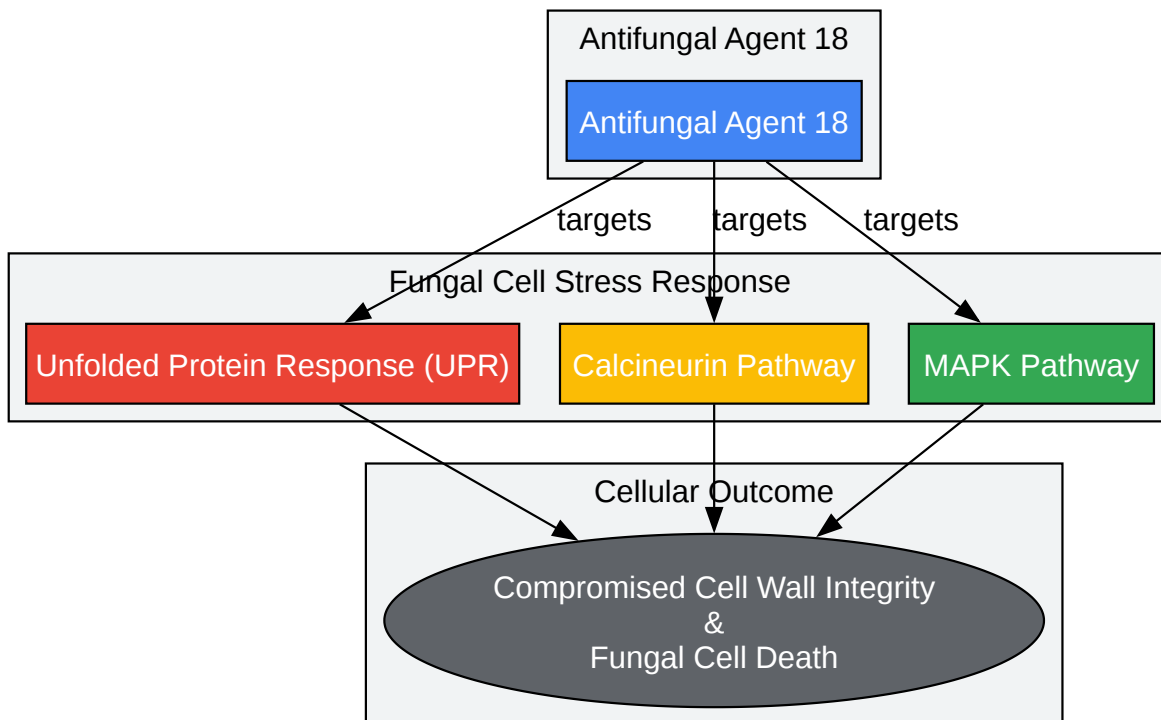 Antifungal Agent 18
Antifungal Agent 18
targets
targets
targets
Fungal Cell Stress Response
Unfolded Protein Response (UPR)
Calcineurin Pathway
MAPK Pathway
Cellular Outcome
Compromised Cell Wall Integrity
&
Fungal Cell Death